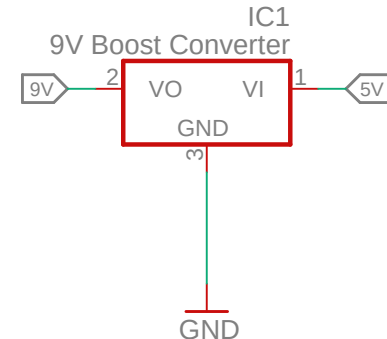 IC1
9V Boost Converter
9V 2 VO VI 1 5V
GND
3
GND